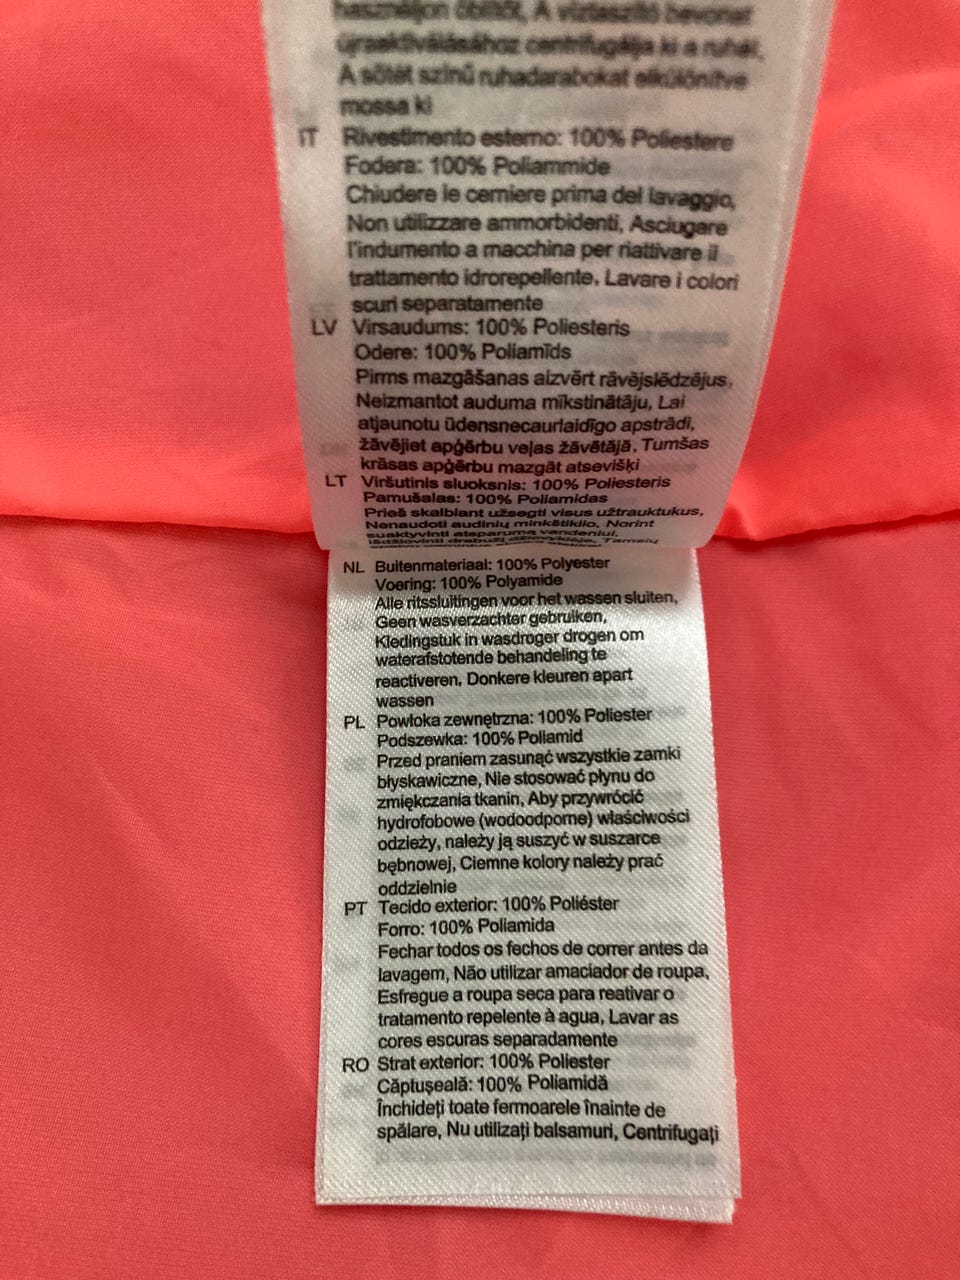 használjon öblítőt, A víztaszító bevonat
újraaktiválásához centrifugálja ki a ruhát,
A sötét színű ruhadarabokat elkülönítve
mossa ki
IT Rivestimento esterno: 100% Poliestere
Fodera: 100% Poliammide
Chiudere le cerniere prima del lavaggio,
Non utilizzare ammorbidenti, Asciugare
l'indumento a macchina per riattivare il
trattamento idrorepellente. Lavare i colori
scuri separatamente
LV Virsaudums: 100% Poliesteris
Odere: 100% Poliamīds
Pirms mazgāšanas aizvērt rāvējslēdzējus,
Neizmantot auduma mīkstinātāju, Lai
atjaunotu ūdensnecaurlaidīgo apstrādi,
žāvējiet apģērbu veļas žāvētājā, Tumšas
krāsas apģērbu mazgāt atsevišķi
LT Viršutinis sluoksnis: 100% Poliesteris
Pamušalas: 100% Poliamidas
Prieš skalbiant užsegti visus užtrauktukus,
Nenaudoti audinių minkštiklio, Norint
suaktyvinti atsparumą vandeniui,
išdžiovinti drabužį džiovyklėje, Tamsių
NL Buitenmateriaal: 100% Polyester
Voering: 100% Polyamide
Alle ritssluitingen voor het wassen sluiten,
Geen wasverzachter gebruiken,
Kledingstuk in wasdroger drogen om
waterafstotende behandeling te
reactiveren, Donkere kleuren apart
wassen
PL Powłoka zewnętrzna: 100% Poliester
Podszewka: 100% Poliamid
Przed praniem zasunąć wszystkie zamki
błyskawiczne, Nie stosować płynu do
zmiękczania tkanin, Aby przywrócić
hydrofobowe (wodoodporne) właściwości
odzieży, należy ją suszyć w suszarce
bębnowej, Ciemne kolory należy prać
oddzielnie
PT Tecido exterior: 100% Poliéster
Forro: 100% Poliamida
Fechar todos os fechos de correr antes da
lavagem, Não utilizar amaciador de roupa,
Esfregue a roupa seca para reativar o
tratamento repelente à agua, Lavar as
cores escuras separadamente
RO Strat exterior: 100% Poliester
Căptușeală: 100% Poliamidă
Închideți toate fermoarele înainte de
spălare, Nu utilizați balsamuri, Centrifugați